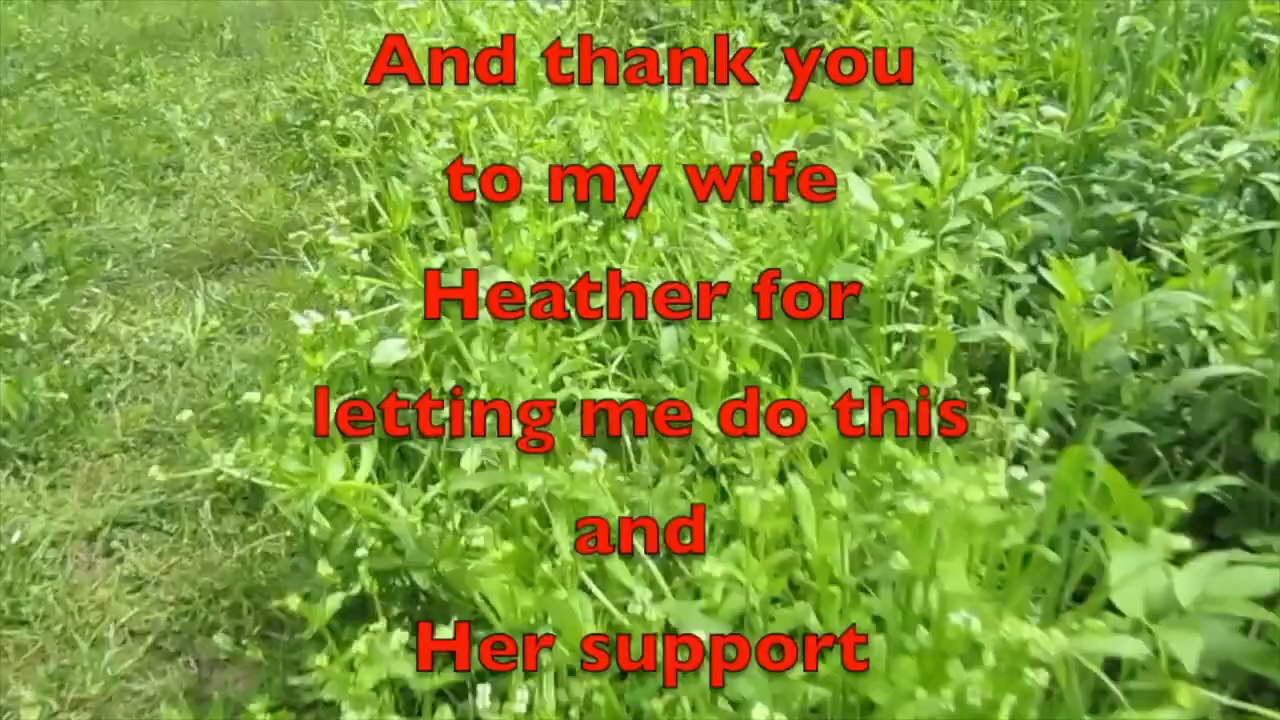 And thank you
to my wife
Heather for
letting me do this
and
Her support